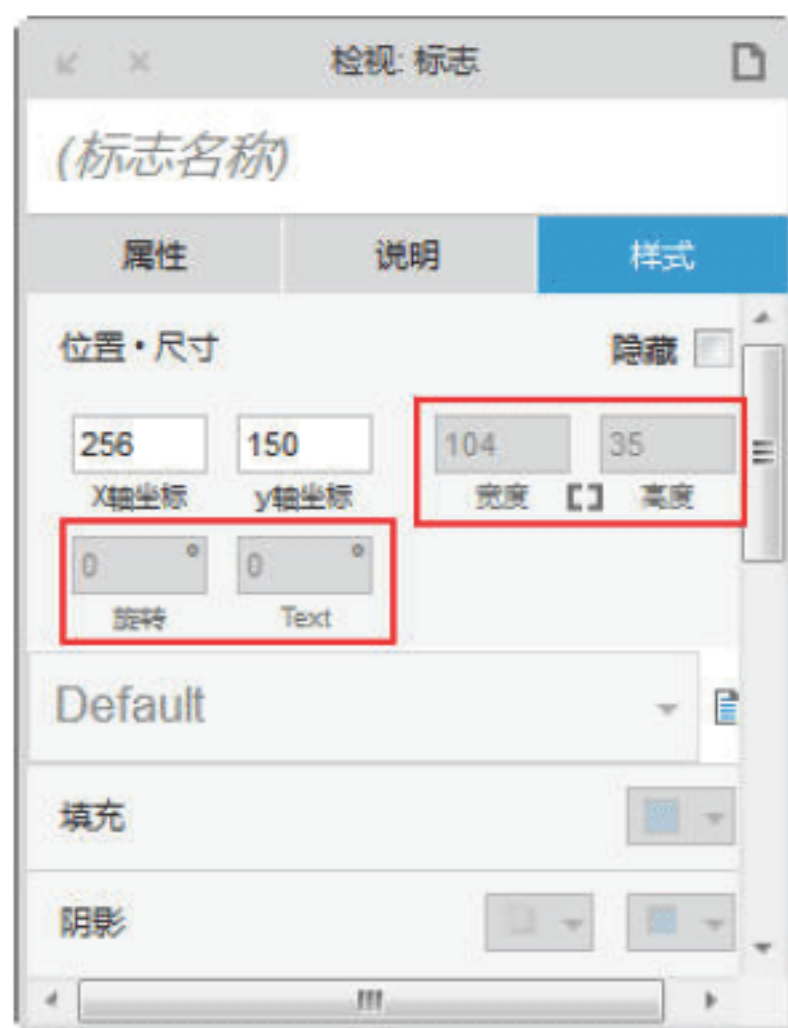 检视: 标志
(标志名称)
属性 说明 样式
位置·尺寸 隐藏
256 150 104 35
X轴坐标 y轴坐标 宽度 高度
0 ° 0 °
旋转 Text
Default
填充
阴影